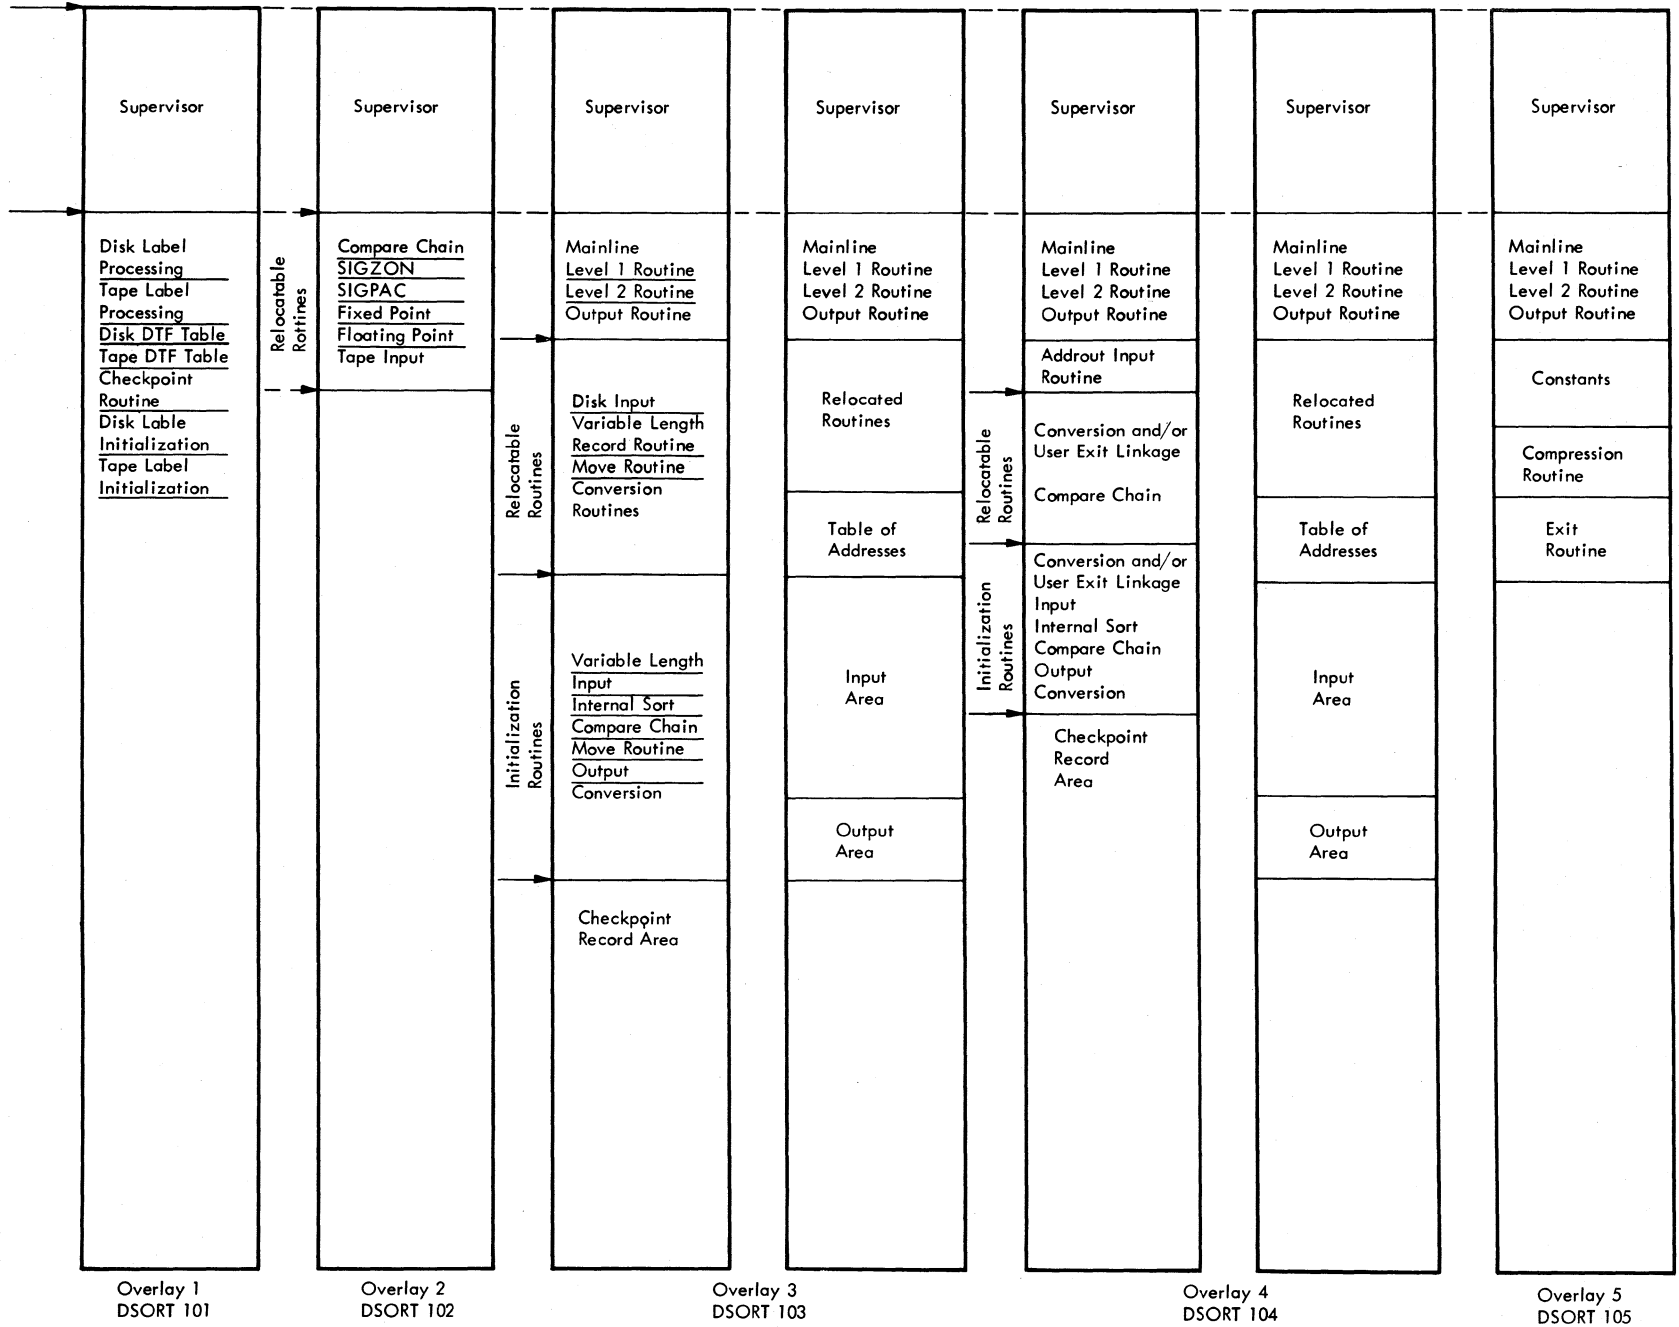 Supervisor
Disk Label
Processing
Tape Label
Processing
Disk DTF Table
Tape DTF Table
Checkpoint
Routine
Disk Lable
Initialization
Tape Label
Initialization
Overlay 1
DSORT 101
Relocatable
Rottines
Supervisor
Compare Chain
SIGZON
SIGPAC
Fixed Point
Floating Point
Tape Input
Overlay 2
DSORT 102
Supervisor
Mainline
Level 1 Routine
Level 2 Routine
Output Routine
Relocatable
Routines
Disk Input
Variable Length
Record Routine
Move Routine
Conversion
Routines
Initialization
Routines
Variable Length
Input
Internal Sort
Compare Chain
Move Routine
Output
Conversion
Checkpoint
Record Area
Supervisor
Mainline
Level 1 Routine
Level 2 Routine
Output Routine
Relocated
Routines
Table of
Addresses
Input
Area
Output
Area
Overlay 3
DSORT 103
Supervisor
Mainline
Level 1 Routine
Level 2 Routine
Output Routine
Addrout Input
Routine
Relocatable
Routines
Conversion and/or
User Exit Linkage
Compare Chain
Initialization
Routines
Conversion and/or
User Exit Linkage
Input
Internal Sort
Compare Chain
Output
Conversion
Checkpoint
Record
Area
Supervisor
Mainline
Level 1 Routine
Level 2 Routine
Output Routine
Relocated
Routines
Table of
Addresses
Input
Area
Output
Area
Overlay 4
DSORT 104
Supervisor
Mainline
Level 1 Routine
Level 2 Routine
Output Routine
Constants
Compression
Routine
Exit
Routine
Overlay 5
DSORT 105